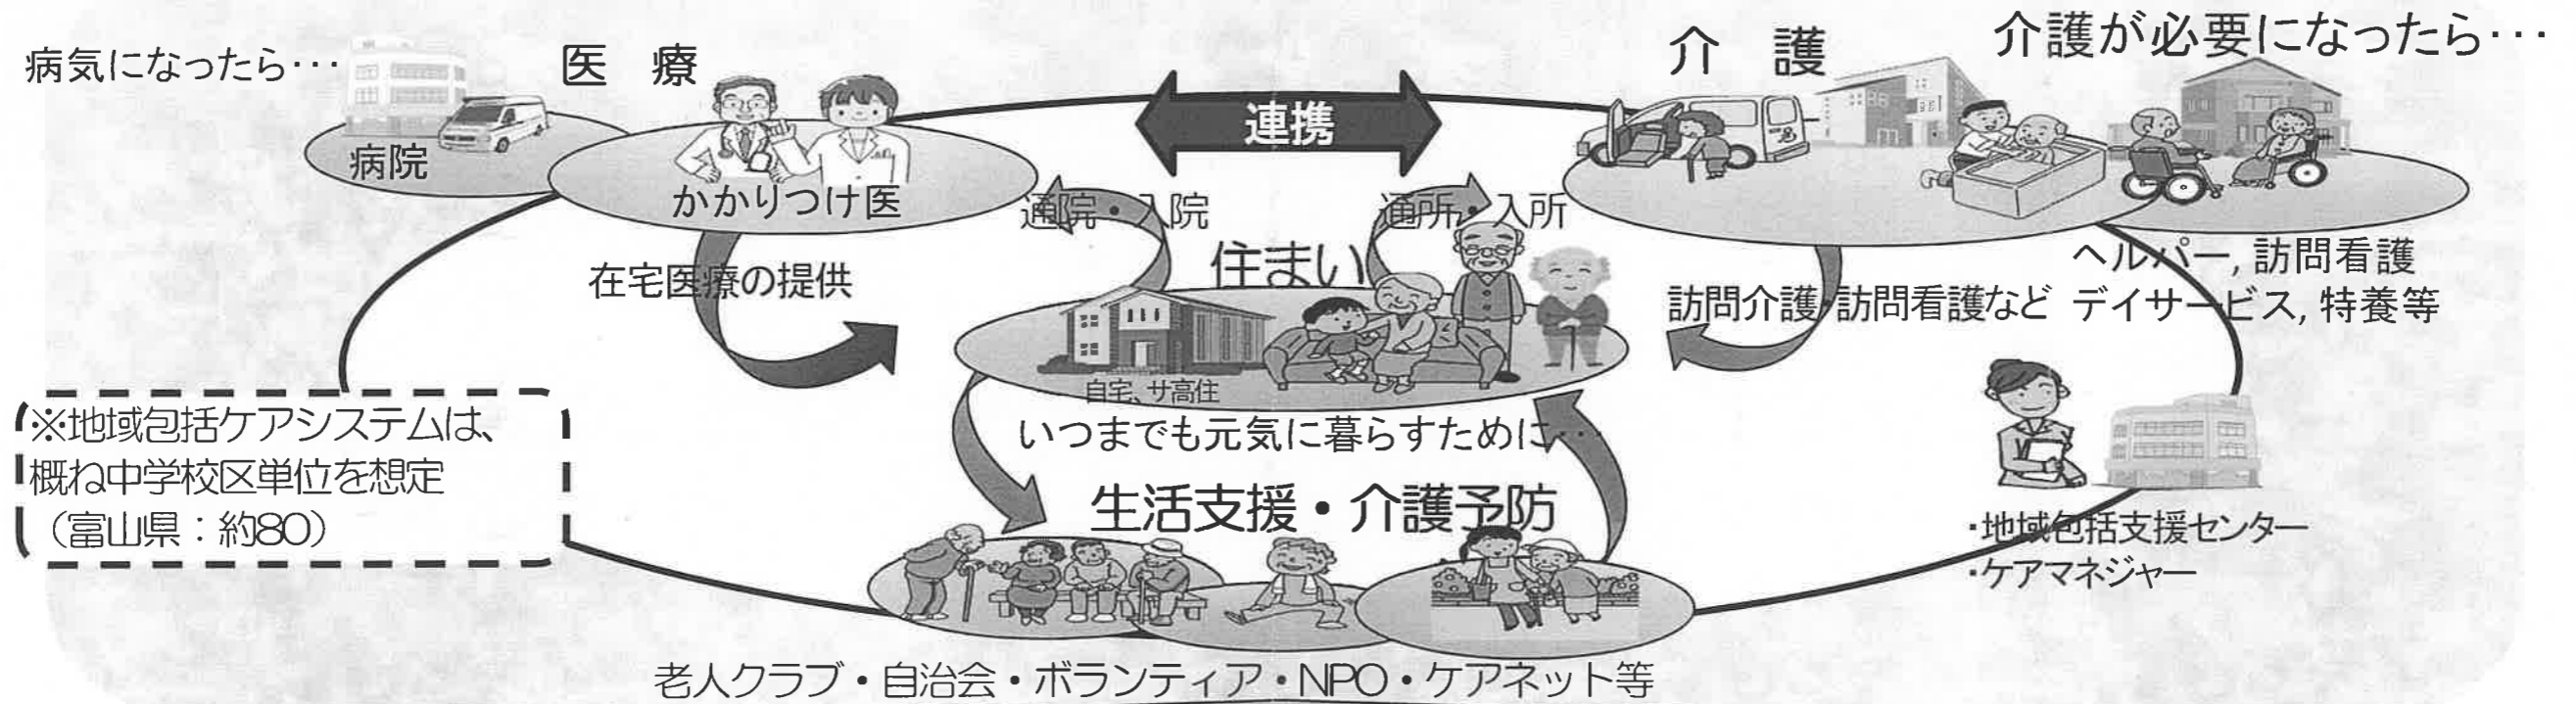 病気になったら･･･
医 療
病院
かかりつけ医
連携
介 護
介護が必要になったら･･･
通院・入院
通所・入所
在宅医療の提供
住まい
自宅、サ高住
訪問介護・訪問看護など
ヘルパー, 訪問看護
デイサービス, 特養等
いつまでも元気に暮らすために･･･
※地域包括ケアシステムは、
概ね中学校区単位を想定
（富山県：約80）
生活支援・介護予防
・地域包括支援センター
・ケアマネジャー
老人クラブ・自治会・ボランティア・NPO・ケアネット等